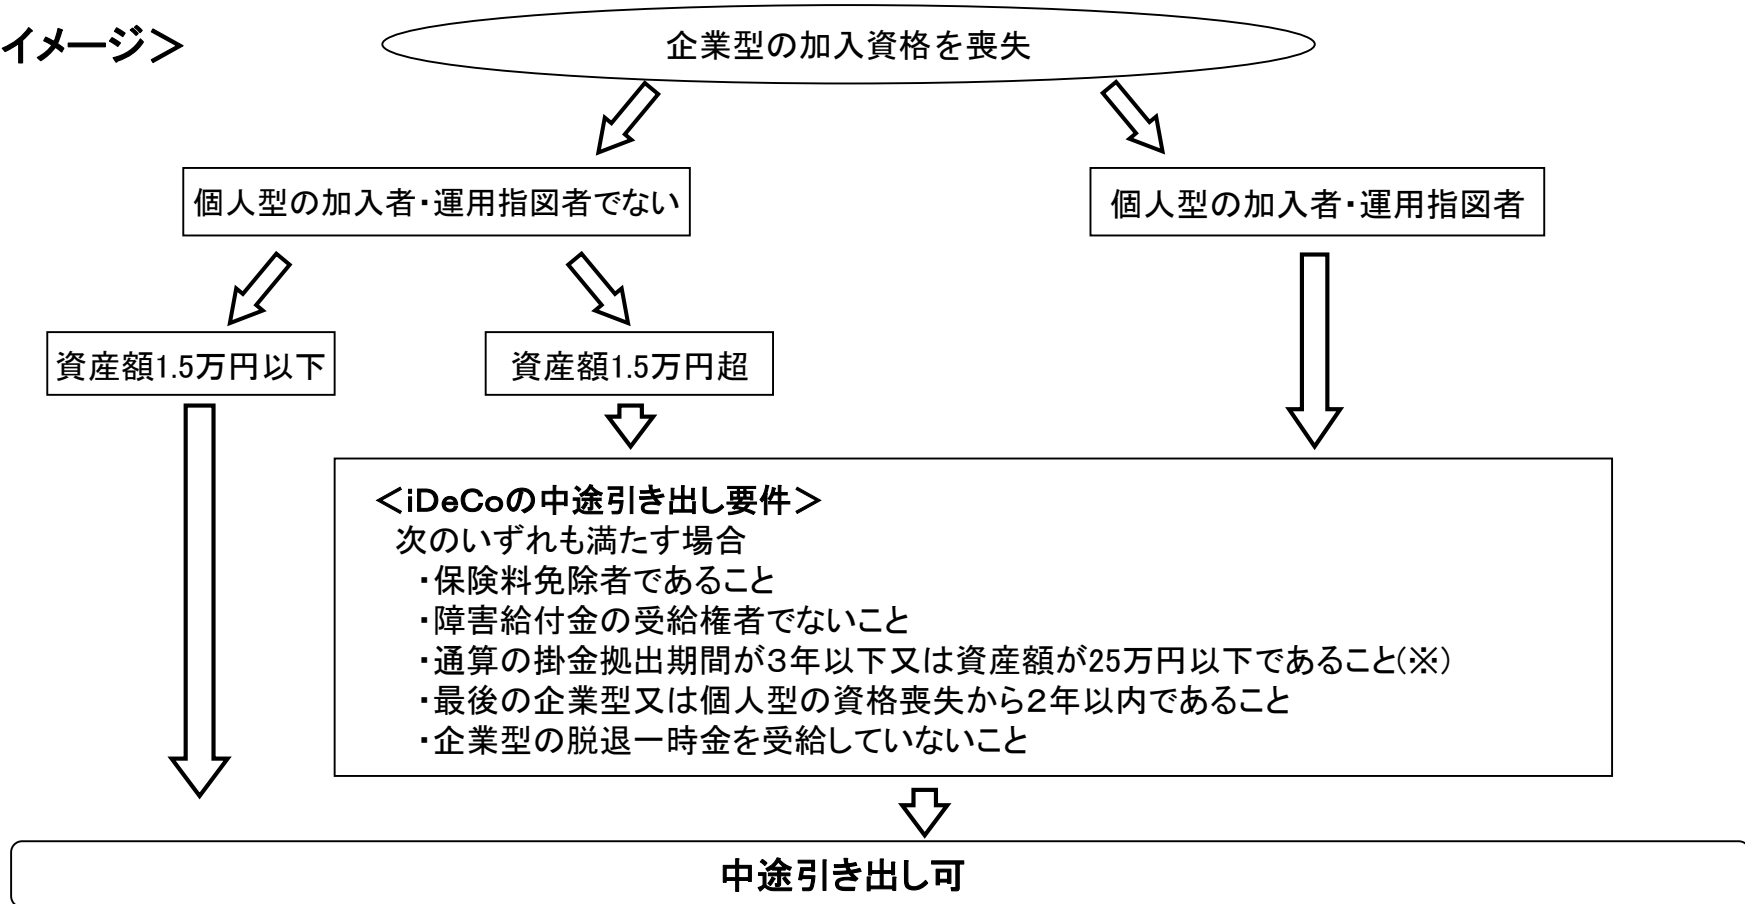 イメージ＞
企業型の加入資格を喪失
個人型の加入者・運用指図者でない
個人型の加入者・運用指図者
資産額1.5万円以下
資産額1.5万円超
＜iDeCoの中途引き出し要件＞
次のいずれも満たす場合
・保険料免除者であること
・障害給付金の受給権者でないこと
・通算の掛金拠出期間が３年以下又は資産額が25万円以下であること(※)
・最後の企業型又は個人型の資格喪失から２年以内であること
・企業型の脱退一時金を受給していないこと
中途引き出し可